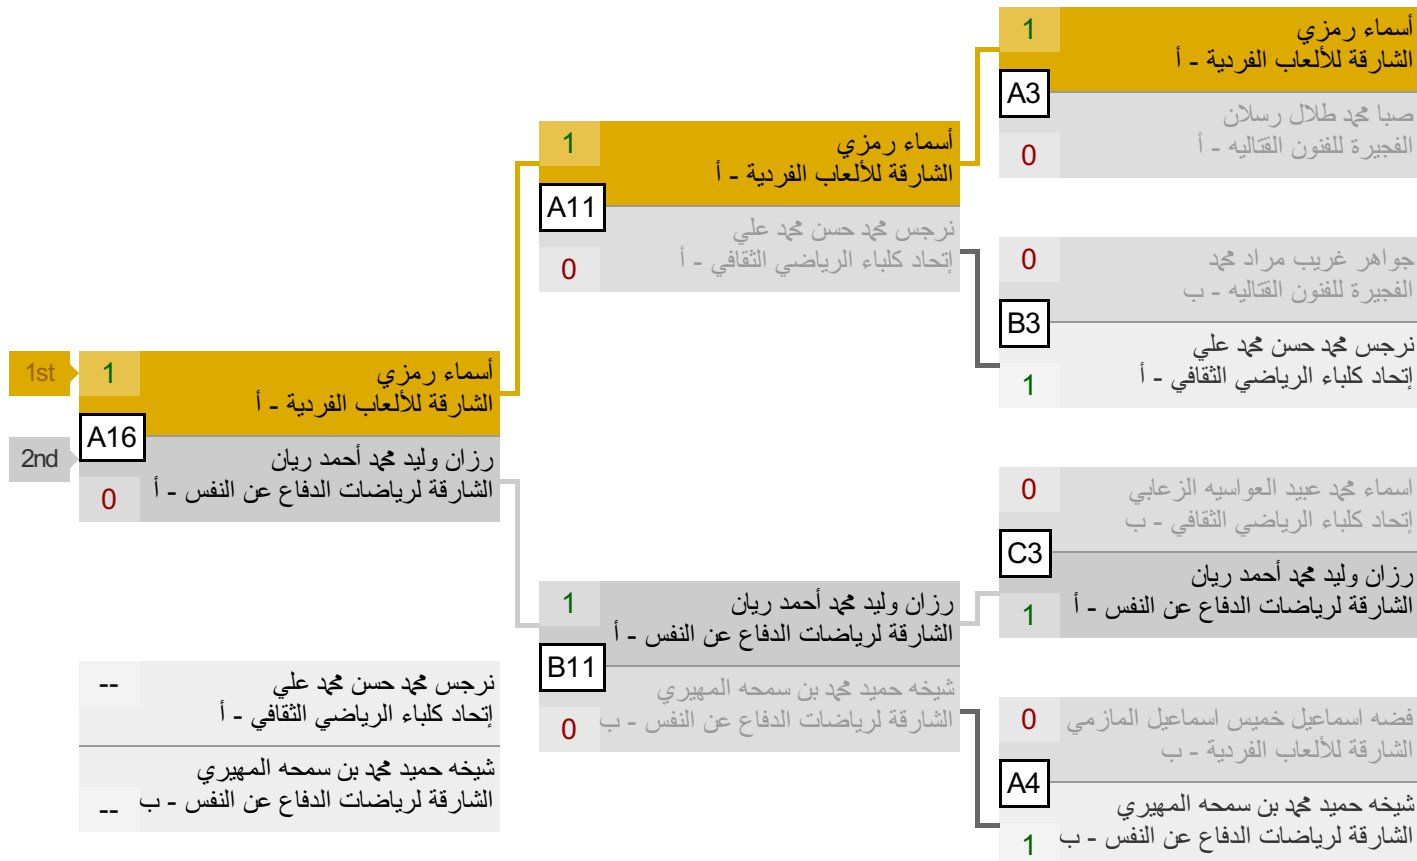 1
أسماء رمزي
الشارقة للألعاب الفردية - أ
A3
صبا محمد طلال رسلان
الفجيرة للفنون القتاليه - أ
0
0
جواهر غريب مراد محمد
الفجيرة للفنون القتاليه - ب
B3
نرجس محمد حسن محمد علي
إتحاد كلباء الرياضي الثقافي - أ
1
0
اسماء محمد عبيد العواسيه الزعابي
إتحاد كلباء الرياضي الثقافي - ب
C3
رزان وليد محمد أحمد ريان
الشارقة لرياضات الدفاع عن النفس - أ
1
0
فضه اسماعيل خميس اسماعيل المازمي
الشارقة للألعاب الفردية - ب
A4
شيخه حميد محمد بن سمحه المهيري
الشارقة لرياضات الدفاع عن النفس - ب
1
1
أسماء رمزي
الشارقة للألعاب الفردية - أ
A11
نرجس محمد حسن محمد علي
إتحاد كلباء الرياضي الثقافي - أ
0
1
رزان وليد محمد أحمد ريان
الشارقة لرياضات الدفاع عن النفس - أ
B11
شيخه حميد محمد بن سمحه المهيري
الشارقة لرياضات الدفاع عن النفس - ب
0
1st
1
أسماء رمزي
الشارقة للألعاب الفردية - أ
A16
2nd
رزان وليد محمد أحمد ريان
الشارقة لرياضات الدفاع عن النفس - أ
0
--
نرجس محمد حسن محمد علي
إتحاد كلباء الرياضي الثقافي - أ
شيخه حميد محمد بن سمحه المهيري
الشارقة لرياضات الدفاع عن النفس - ب
--